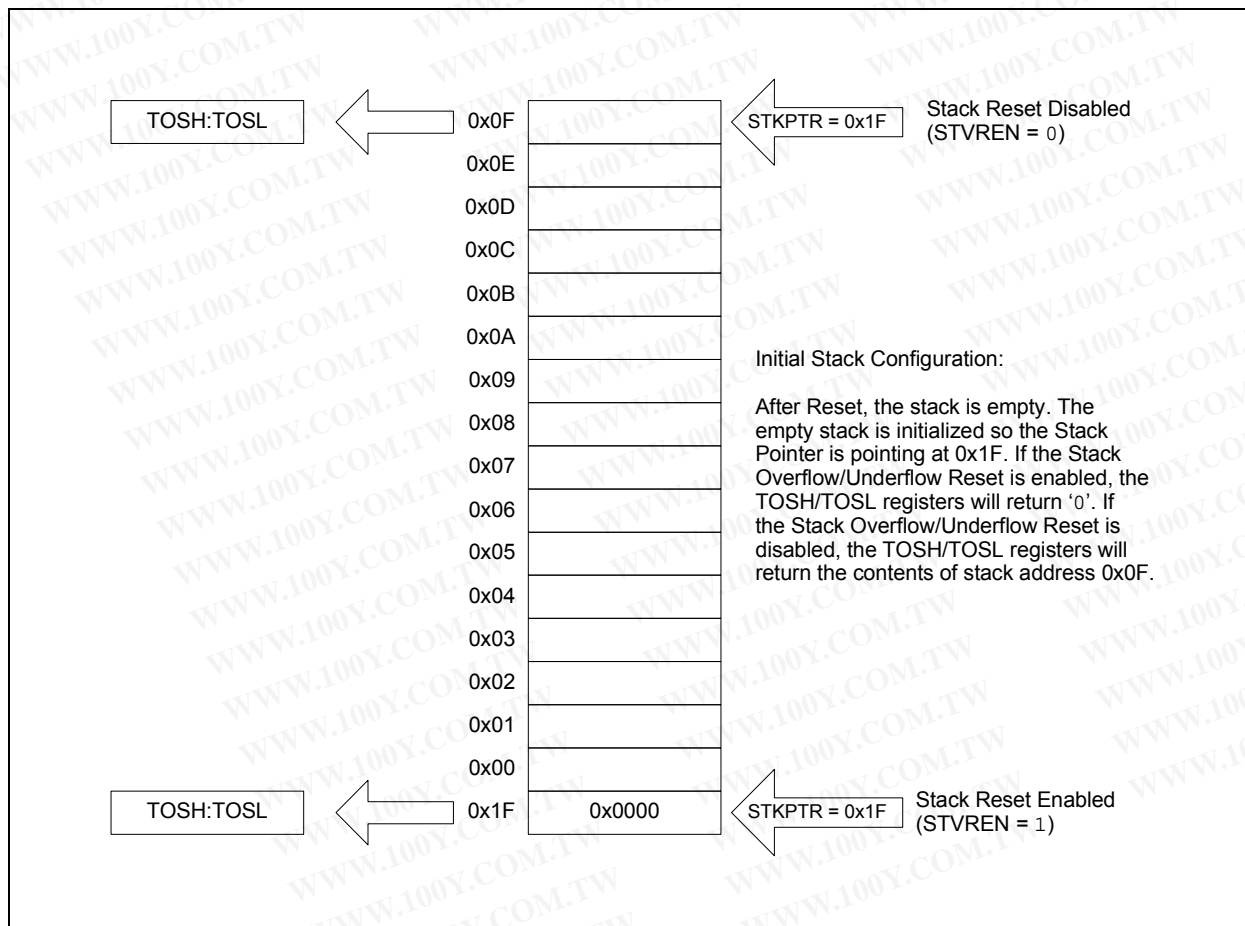 TOSH:TOSL
0x0F
STKPTR = 0x1F
Stack Reset Disabled
(STVREN = 0)
0x0E
0x0D
0x0C
0x0B
0x0A
0x09
0x08
0x07
0x06
0x05
0x04
0x03
0x02
0x01
0x00
Initial Stack Configuration:
After Reset, the stack is empty. The
empty stack is initialized so the Stack
Pointer is pointing at 0x1F. If the Stack
Overflow/Underflow Reset is enabled, the
TOSH/TOSL registers will return ‘0’. If
the Stack Overflow/Underflow Reset is
disabled, the TOSH/TOSL registers will
return the contents of stack address 0x0F.
TOSH:TOSL
0x1F
0x0000
STKPTR = 0x1F
Stack Reset Enabled
(STVREN = 1)
WWW.100Y.COM.TW